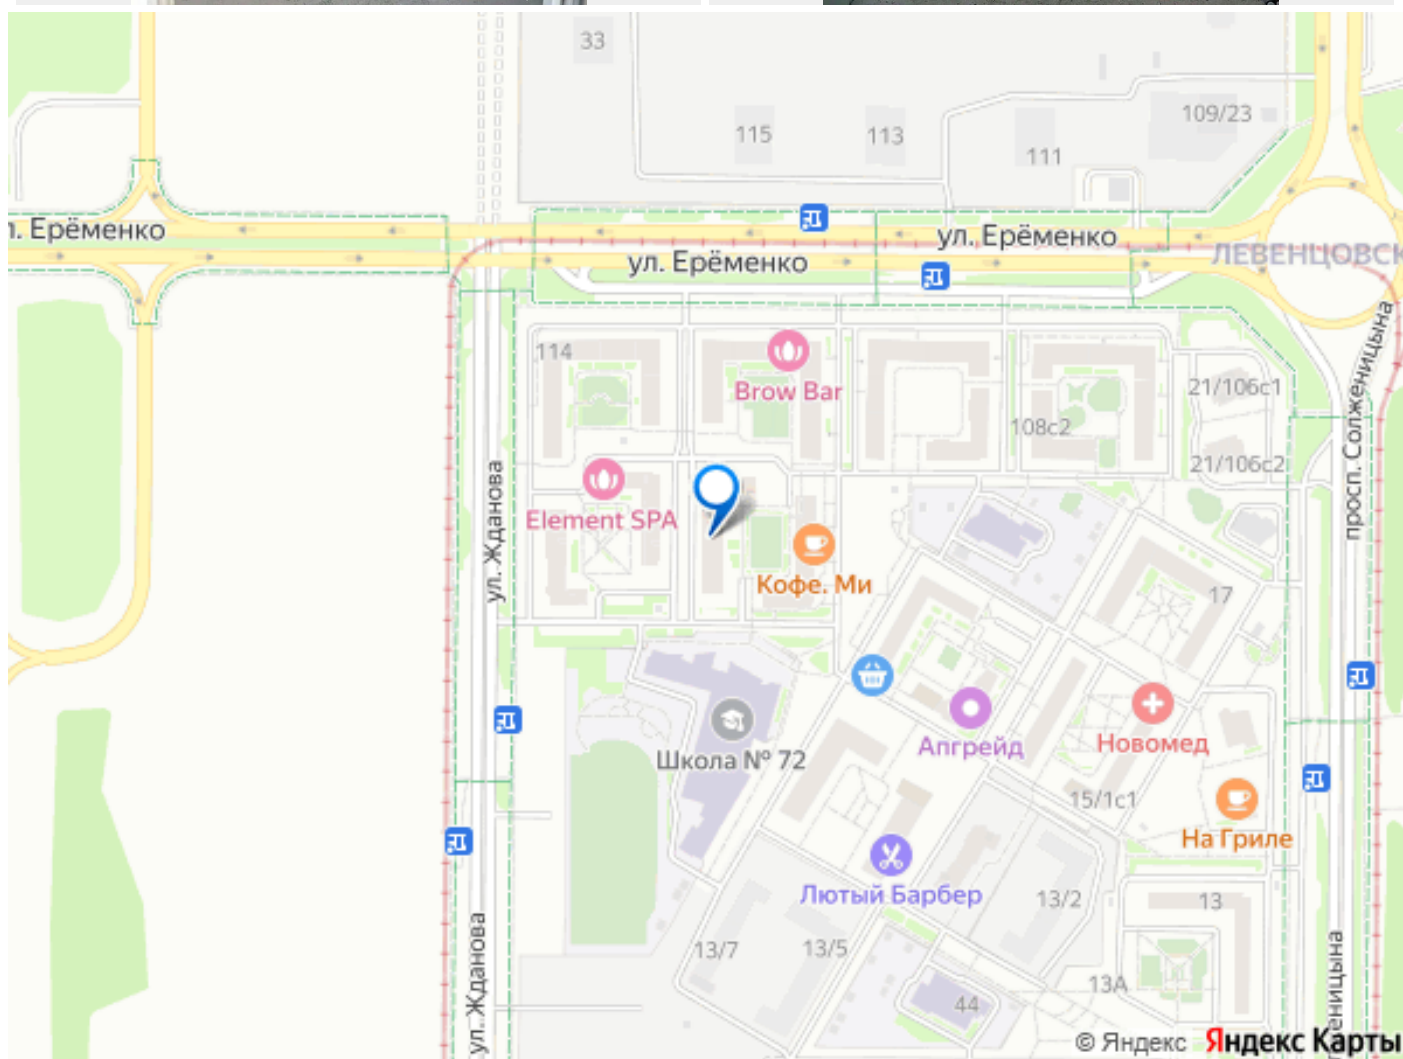 33
109/23
115
113
111
л. Ерёменко
ул. Ерёменко
ул. Ерёменко
ЛЕВЕНЦОВСК
просп. Солженицына
114
Brow Bar
21/106с1
108с2
21/106с2
ул. Жданова
Element SPA
Кофе. Ми
17
Школа № 72
Апгрейд
Новомед
15/1с1
На Гриле
Лютый Барбер
13/2
13
ул. Жданова
13/7
13/5
13А
44
еницына
© Яндекс Яндекс Карты